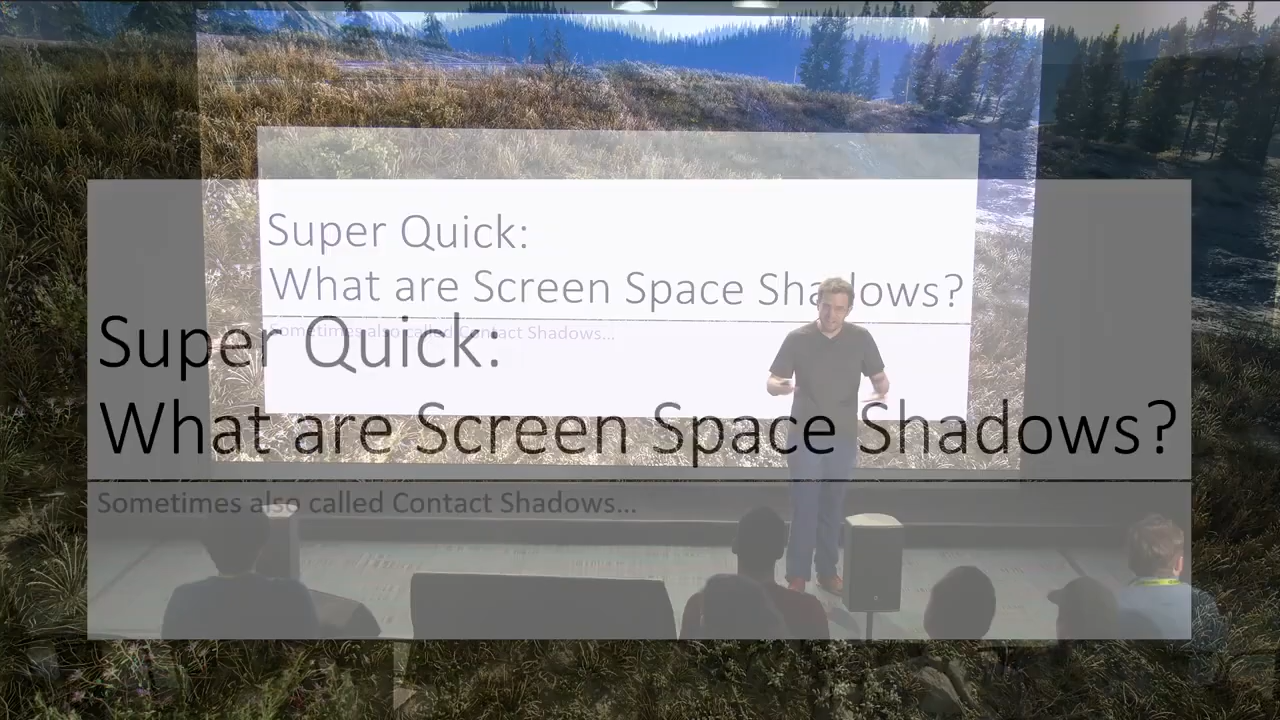 Super Quick:
What are Screen Space Shadows?
Sometimes also called Contact Shadows...
Super Quick:
What are Screen Space Shadows?
Sometimes also called Contact Shadows...